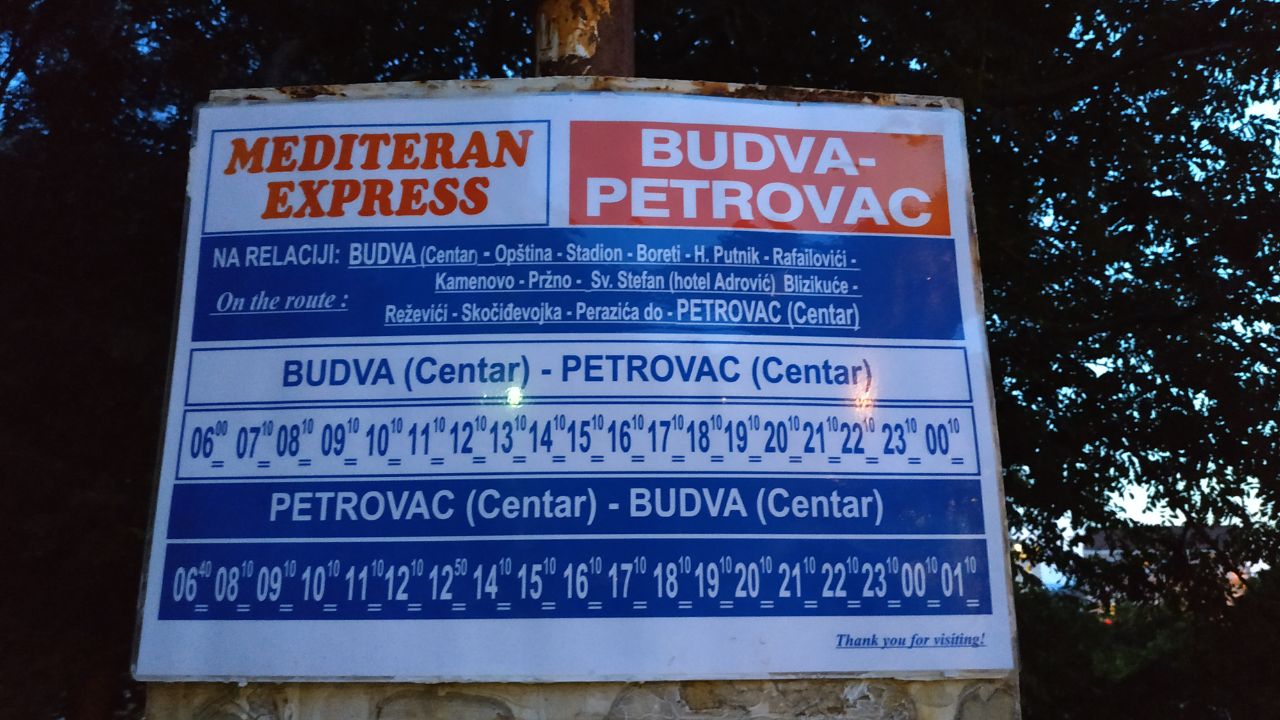 MEDITERAN
EXPRESS
BUDVA-
PETROVAC
NA RELACIJI: BUDVA (Centar) - Opština - Stadion - Boreti - H. Putnik - Rafailovići -
Kamenovo - Pržno - Sv. Stefan (hotel Adrović) Blizikuće -
On the route :
Reževići - Skočiđevojka - Perazića do - PETROVAC (Centar)
BUDVA (Centar) - PETROVAC (Centar)
06⁰⁰ 07¹⁰ 08¹⁰ 09¹⁰ 10¹⁰ 11¹⁰ 12¹⁰ 13¹⁰ 14¹⁰ 15¹⁰ 16¹⁰ 17¹⁰ 18¹⁰ 19¹⁰ 20¹⁰ 21¹⁰ 22¹⁰ 23¹⁰ 00¹⁰
PETROVAC (Centar) - BUDVA (Centar)
06⁴⁰ 08¹⁰ 09¹⁰ 10¹⁰ 11¹⁰ 12¹⁰ 12⁵⁰ 14¹⁰ 15¹⁰ 16¹⁰ 17¹⁰ 18¹⁰ 19¹⁰ 20¹⁰ 21¹⁰ 22¹⁰ 23¹⁰ 00¹⁰ 01¹⁰
Thank you for visiting!